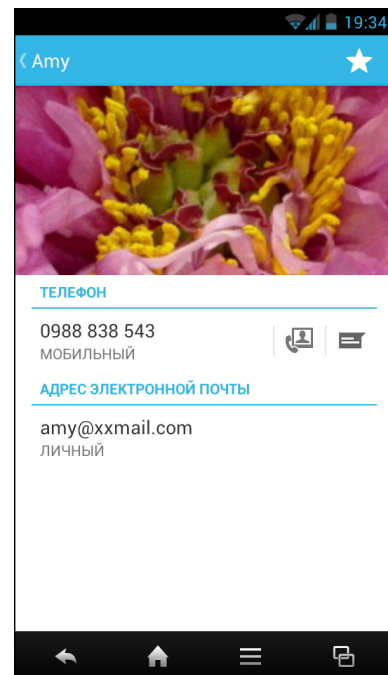 19:34
Amy
ТЕЛЕФОН
0988 838 543
МОБИЛЬНЫЙ
АДРЕС ЭЛЕКТРОННОЙ ПОЧТЫ
amy@xxmail.com
ЛИЧНЫЙ